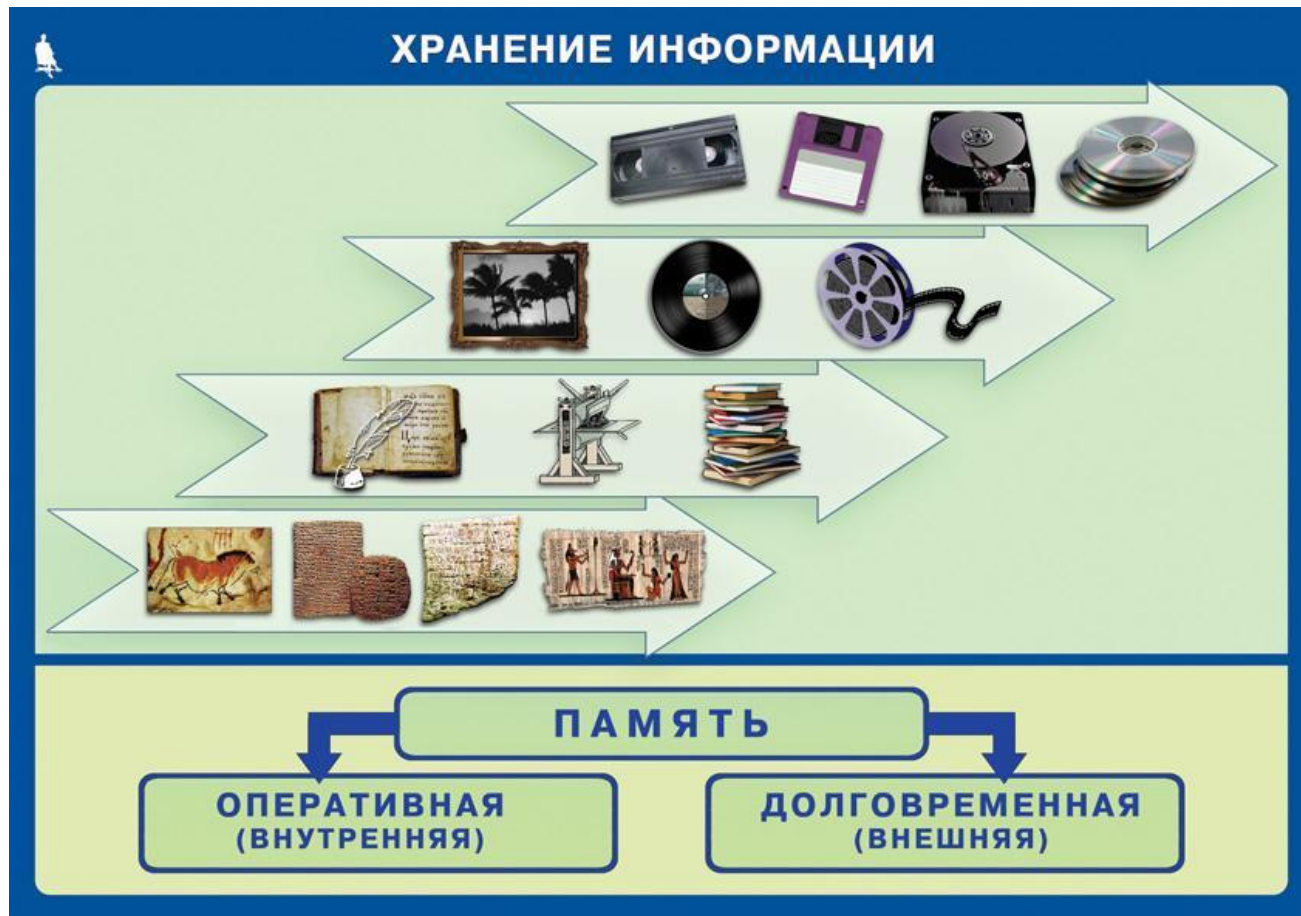 ХРАНЕНИЕ ИНФОРМАЦИИ
ПАМЯТЬ
ОПЕРАТИВНАЯ
(ВНУТРЕННЯЯ)
ДОЛГОВРЕМЕННАЯ
(ВНЕШНЯЯ)